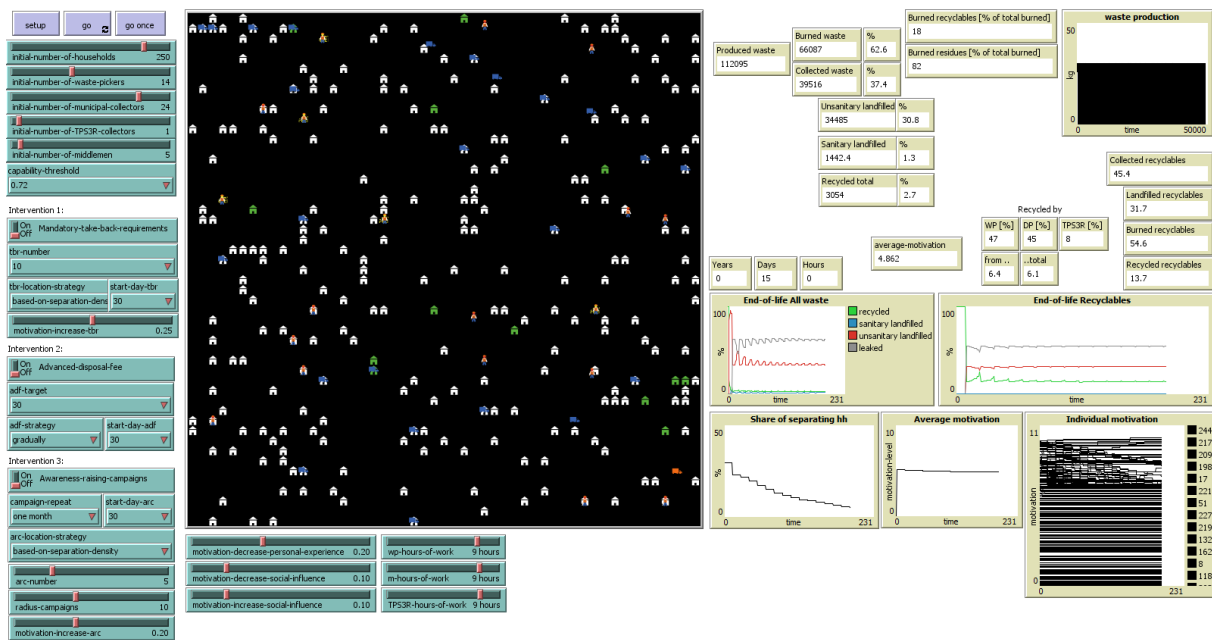 setup
go
go once
initial-number-of-households 250
initial-number-of-waste-pickers 14
initial-number-of-municipal-collectors 24
initial-number-of-TPS3R-collectors 1
initial-number-of-middlemen 5
capability-threshold
0.72
Intervention 1:
On
Off
Mandatory-take-back-requirements
tbr-number
10
tbr-location-strategy
based-on-separation-dens
start-day-tbr
30
motivation-increase-tbr 0.25
Intervention 2:
On
Off
Advanced-disposal-fee
adf-target
30
adf-strategy
gradually
start-day-adf
30
Intervention 3:
On
Off
Awareness-raising-campaigns
campaign-repeat
one month
start-day-arc
30
arc-location-strategy
based-on-separation-density
arc-number 5
radius-campaigns 10
motivation-increase-arc 0.20
motivation-decrease-personal-experience 0.20
motivation-decrease-social-influence 0.10
motivation-increase-social-influence 0.10
wp-hours-of-work 9 hours
m-hours-of-work 9 hours
TPS3R-hours-of-work 9 hours
Produced waste
112095
Burned waste
66087
%
62.6
Collected waste
39516
%
37.4
Unsanitary landfilled
34485
%
30.8
Sanitary landfilled
1442.4
%
1.3
Recycled total
3054
%
2.7
Burned recyclables [% of total burned]
18
Burned residues [% of total burned]
82
waste production
50
kg
0
0
time
50000
Collected recyclables
45.4
Landfilled recyclables
31.7
Burned recyclables
54.6
Recycled recyclables
13.7
Recycled by
WP [%]
47
DP [%]
45
TPS3R [%]
8
from ..
6.4
..total
6.1
average-motivation
4.862
Years
0
Days
15
Hours
0
End-of-life All waste
100
%
0
0
time
231
recycled
sanitary landfilled
unsanitary landfilled
leaked
End-of-life Recyclables
100
%
0
0
time
231
Share of separating hh
50
%
0
0
time
231
Average motivation
10
motivation-level
0
0
time
231
Individual motivation
11
motivation
0
0
231
244
217
209
198
17
221
51
227
219
132
162
8
118